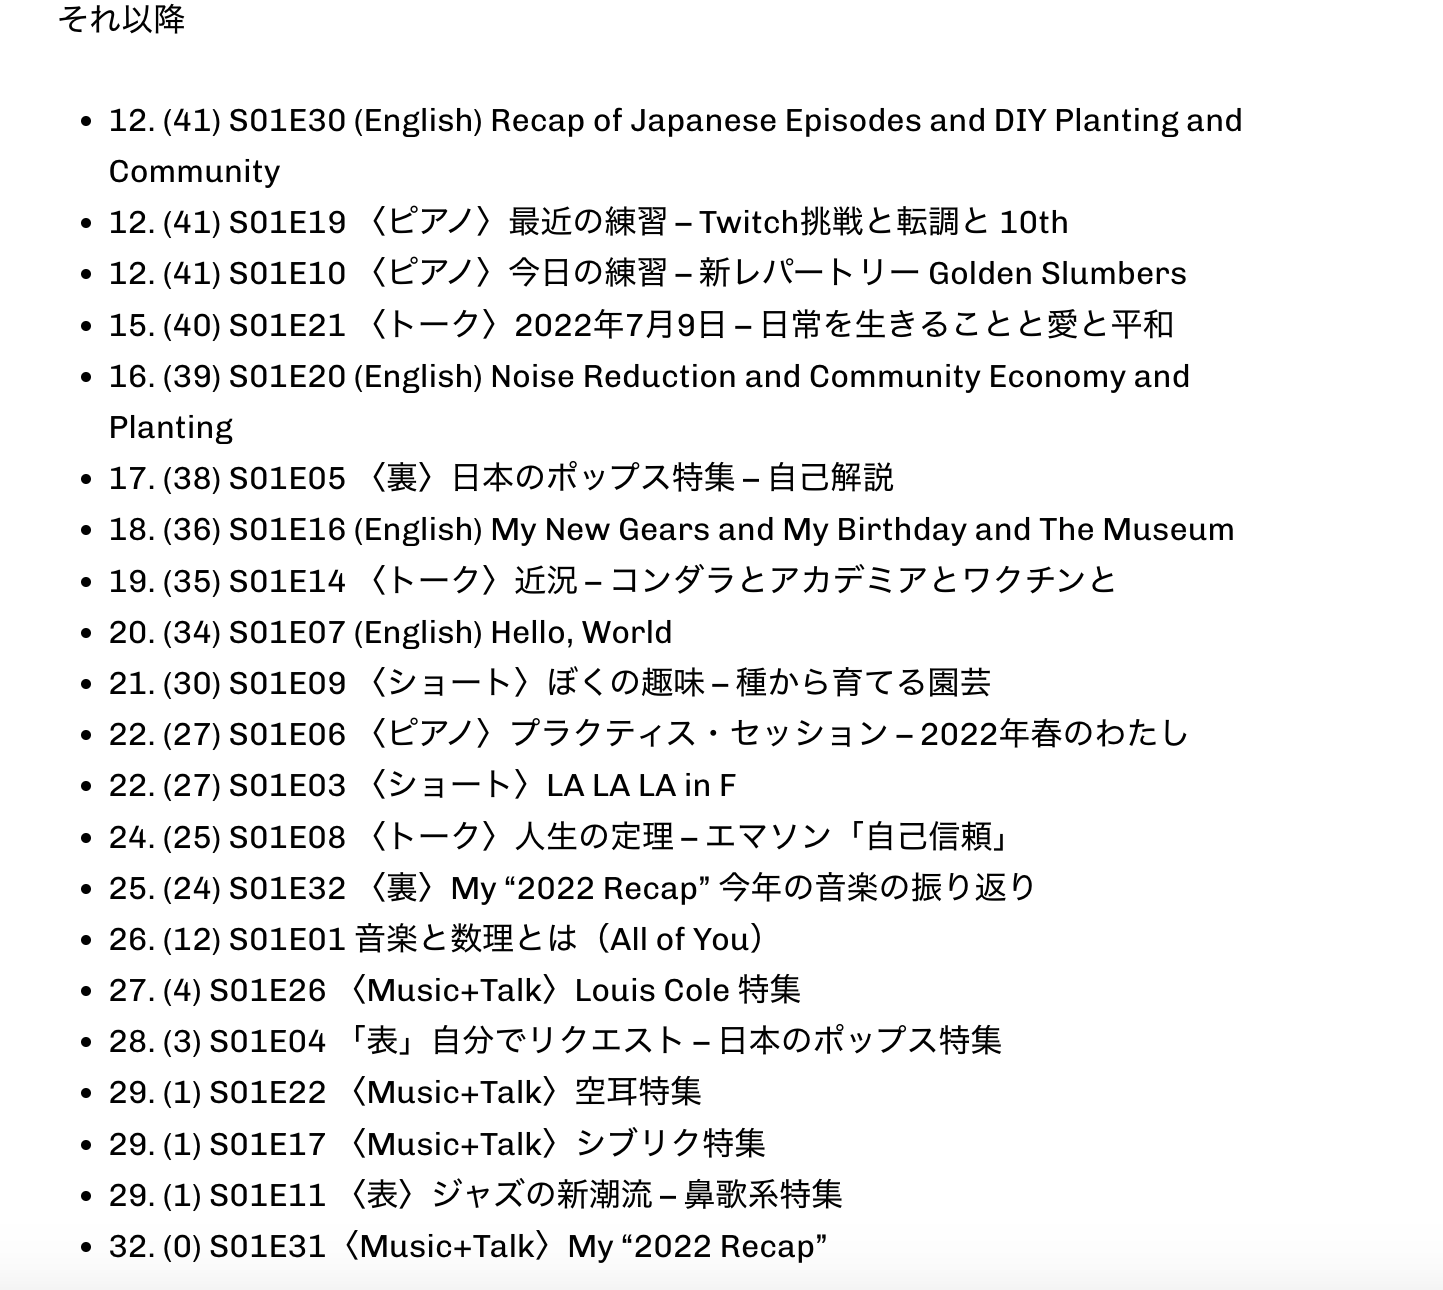 それ以降
• 12. (41) S01E30 (English) Recap of Japanese Episodes and DIY Planting and
Community
• 12. (41) S01E19 〈ピアノ〉最近の練習 – Twitch挑戦と転調と 10th
• 12. (41) S01E10 〈ピアノ〉今日の練習 – 新レパートリー Golden Slumbers
• 15. (40) S01E21 〈トーク〉2022年7月9日 – 日常を生きることと愛と平和
• 16. (39) S01E20 (English) Noise Reduction and Community Economy and
Planting
• 17. (38) S01E05 〈裏〉日本のポップス特集 – 自己解説
• 18. (36) S01E16 (English) My New Gears and My Birthday and The Museum
• 19. (35) S01E14 〈トーク〉近況 – コンダラとアカデミアとワクチンと
• 20. (34) S01E07 (English) Hello, World
• 21. (30) S01E09 〈ショート〉ぼくの趣味 – 種から育てる園芸
• 22. (27) S01E06 〈ピアノ〉プラクティス・セッション – 2022年春のわたし
• 22. (27) S01E03 〈ショート〉LA LA LA in F
• 24. (25) S01E08 〈トーク〉人生の定理 – エマソン「自己信頼」
• 25. (24) S01E32 〈裏〉My “2022 Recap” 今年の音楽の振り返り
• 26. (12) S01E01 音楽と数理とは（All of You）
• 27. (4) S01E26 〈Music+Talk〉Louis Cole 特集
• 28. (3) S01E04 「表」自分でリクエスト – 日本のポップス特集
• 29. (1) S01E22 〈Music+Talk〉空耳特集
• 29. (1) S01E17 〈Music+Talk〉シブリク特集
• 29. (1) S01E11 〈表〉ジャズの新潮流 – 鼻歌系特集
• 32. (0) S01E31〈Music+Talk〉My “2022 Recap”